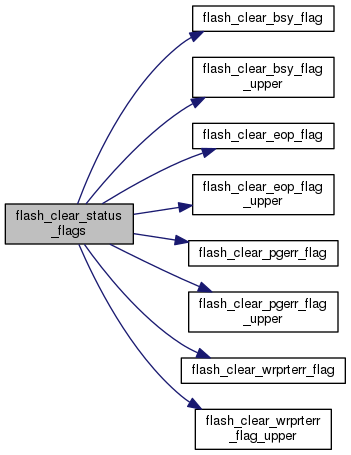 flash_clear_bsy_flag
flash_clear_bsy_flag
_upper
flash_clear_eop_flag
flash_clear_eop_flag
_upper
flash_clear_status
_flags
flash_clear_pgerr_flag
flash_clear_pgerr_flag
_upper
flash_clear_wrprterr_flag
flash_clear_wrprterr
_flag_upper